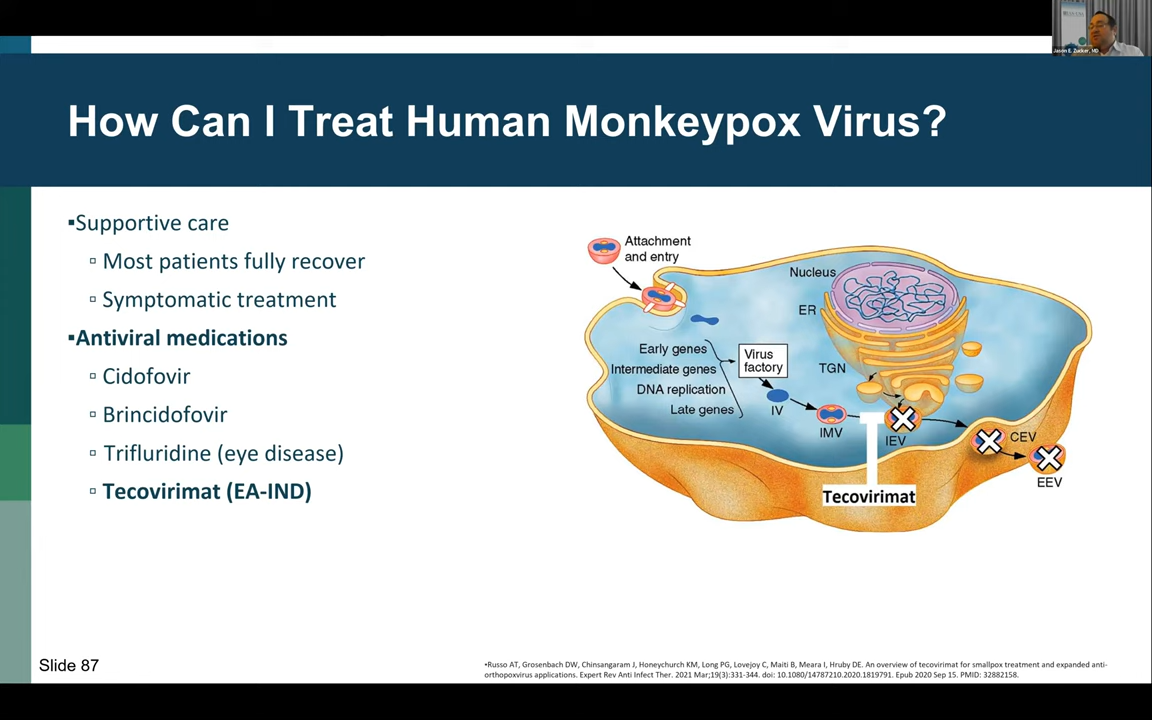 Jason E. Zucker, MD
How Can I Treat Human Monkeypox Virus?
▪Supportive care
▫ Most patients fully recover
▫ Symptomatic treatment
▪Antiviral medications
▫ Cidofovir
▫ Brincidofovir
▫ Trifluridine (eye disease)
▫ Tecovirimat (EA-IND)
Attachment
and entry
Nucleus
ER
Early genes
Intermediate genes
DNA replication
Late genes
Virus
factory
TGN
IV
IMV
IEV
CEV
EEV
Tecovirimat
Slide 87
▪Russo AT, Grosenbach DW, Chinsangaram J, Honeychurch KM, Long PG, Lovejoy C, Maiti B, Meara I, Hruby DE. An overview of tecovirimat for smallpox treatment and expanded anti-
orthopoxvirus applications. Expert Rev Anti Infect Ther. 2021 Mar;19(3):331-344. doi: 10.1080/14787210.2020.1819791. Epub 2020 Sep 15. PMID: 32882158.